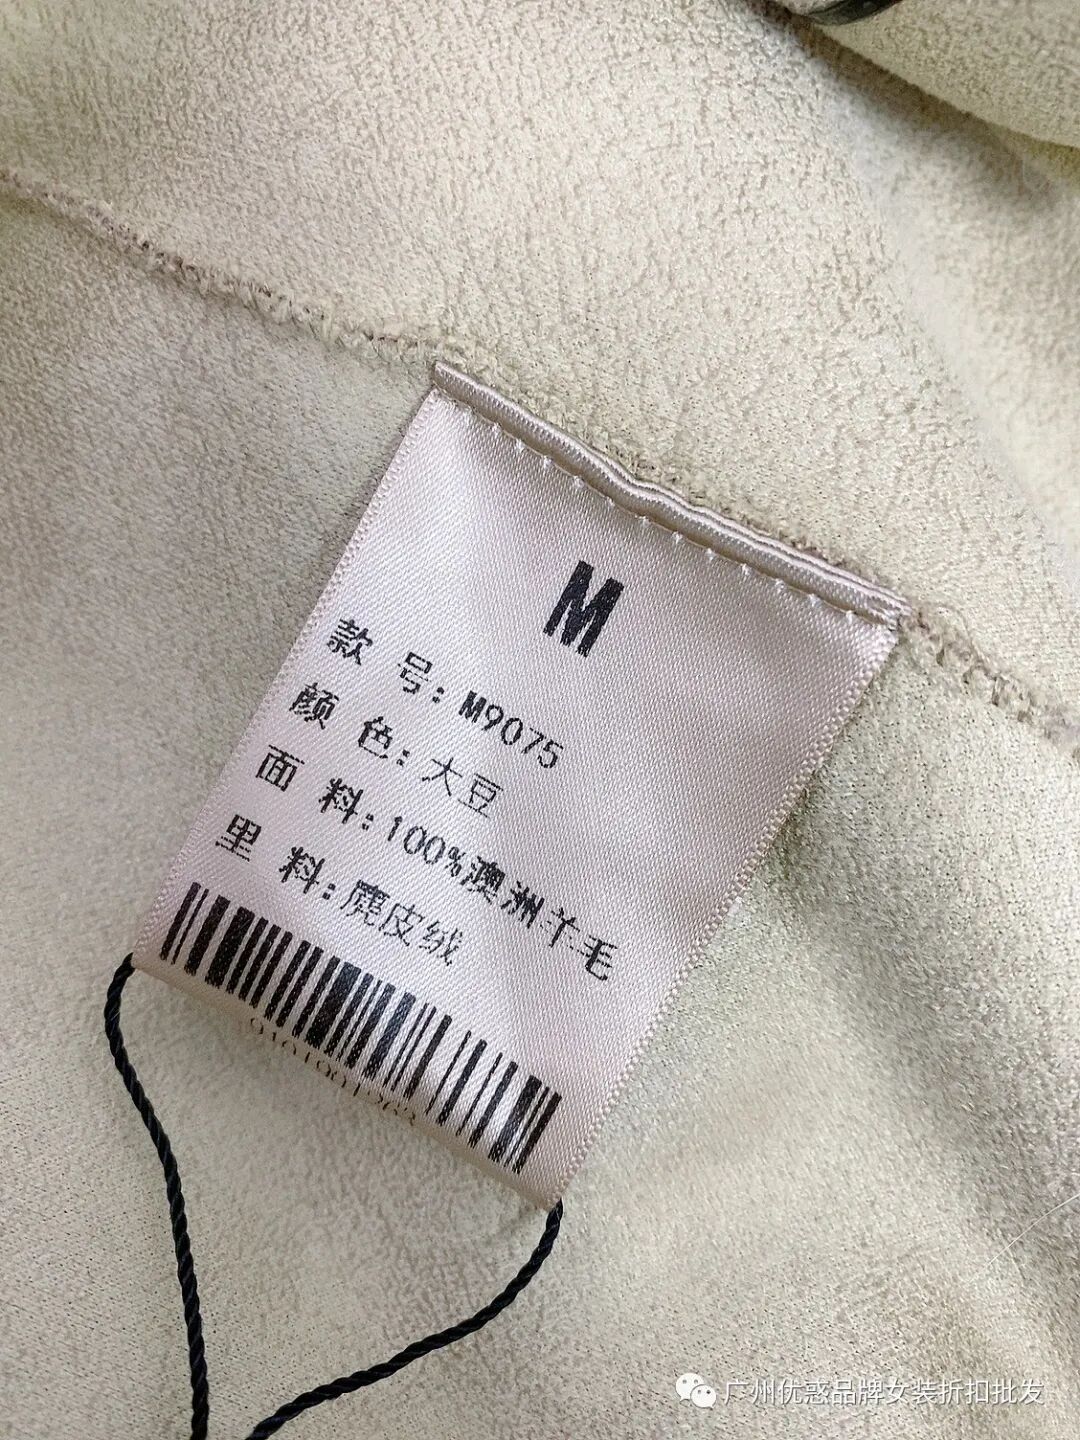 M
款 号: M9075
颜 色: 大豆
面 料: 100%澳洲羊毛
里 料: 麂皮绒
广州优惑品牌女装折扣批发